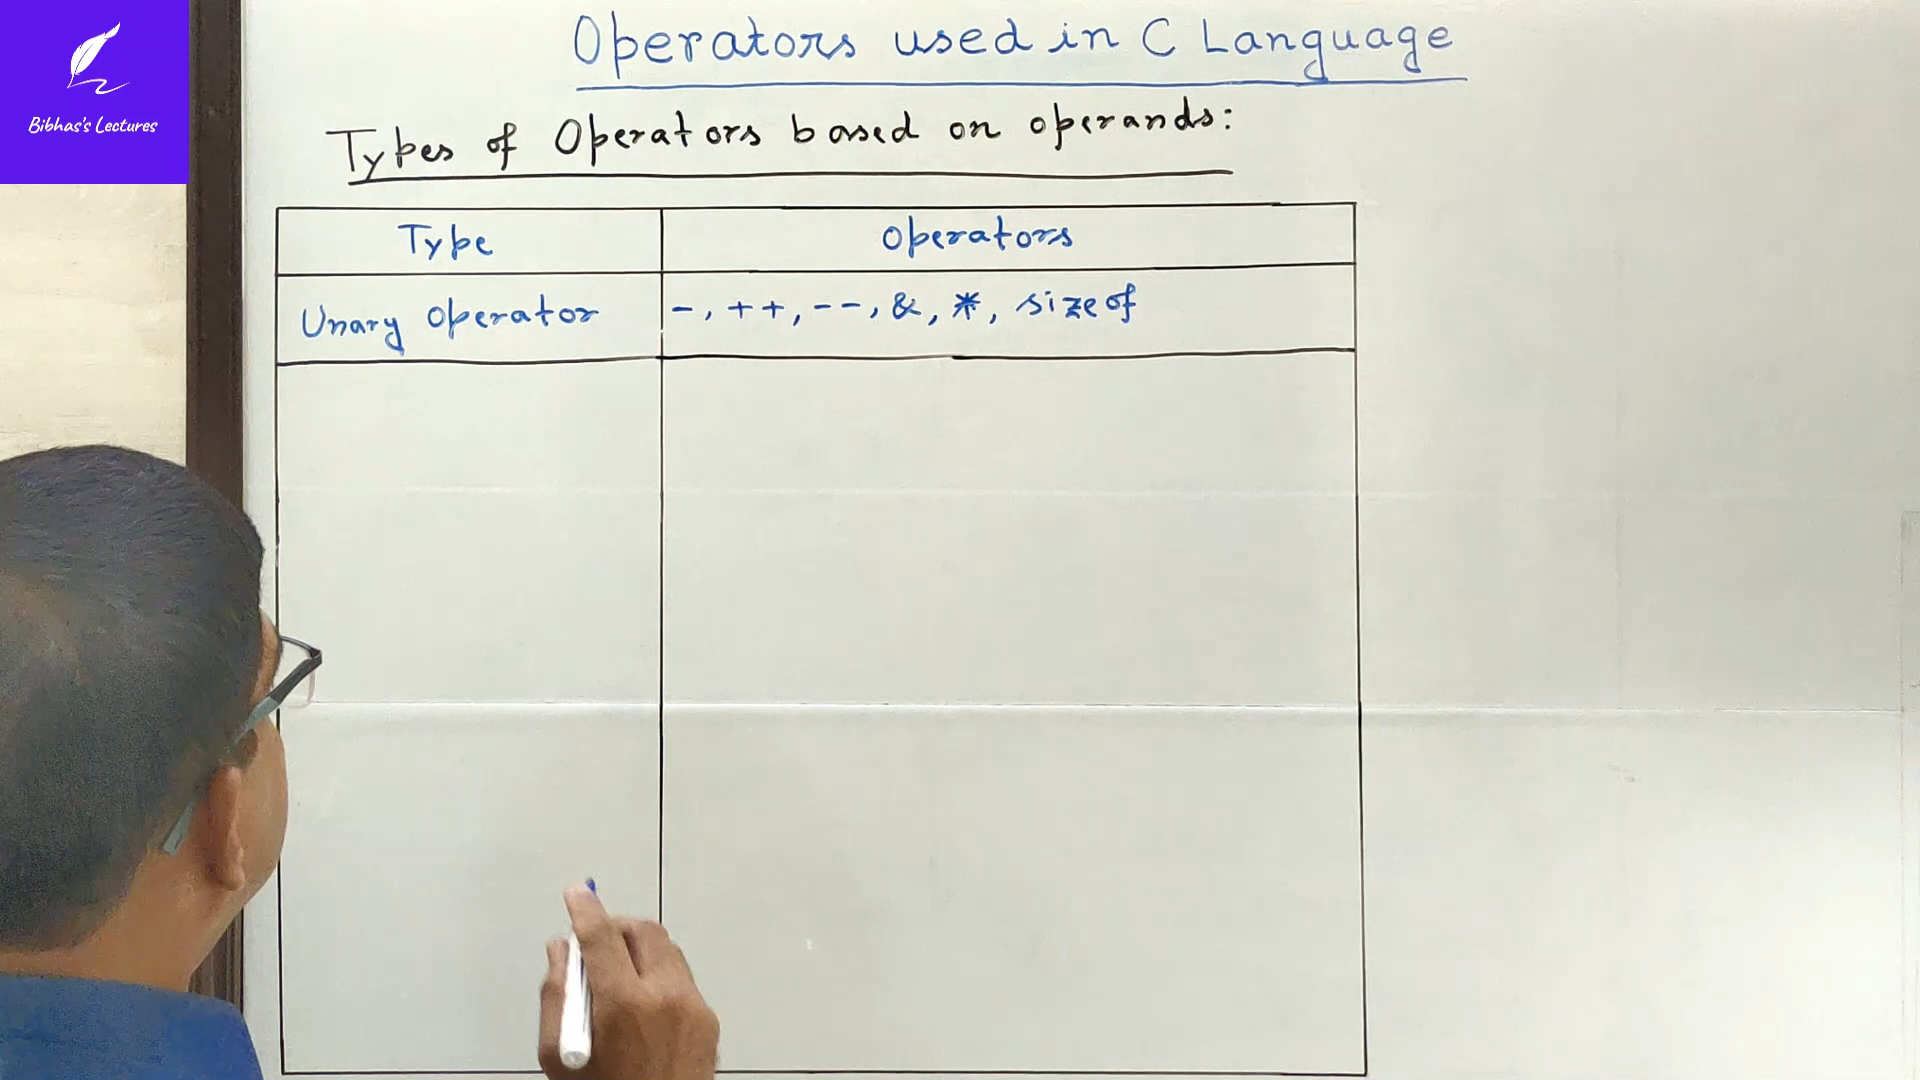 Bibhas's Lectures
Operators used in C Language
Types of Operators based on operands:
Type
Operators
Unary Operator
-, ++, --, &, *, sizeof